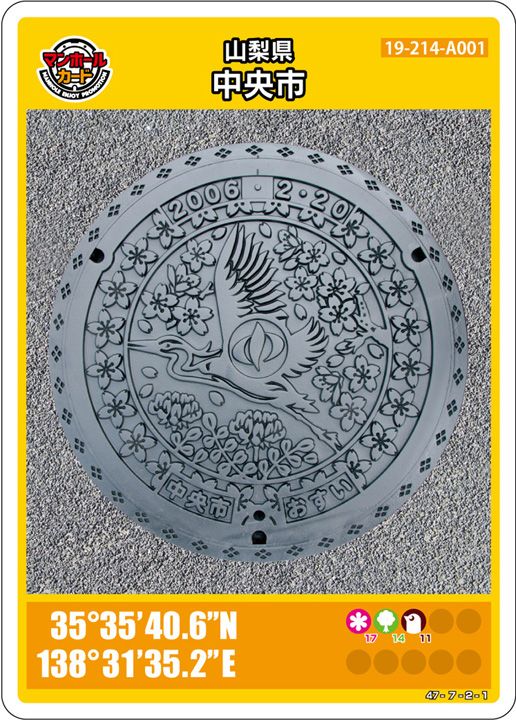 マンホール
カード
MANHOLE ENJOY PROMOTION
山梨県
中央市
19-214-A001
2006・2・20
中央市 おすい
35°35'40.6"N
138°31'35.2"E
17 14 11
47-7-2-1